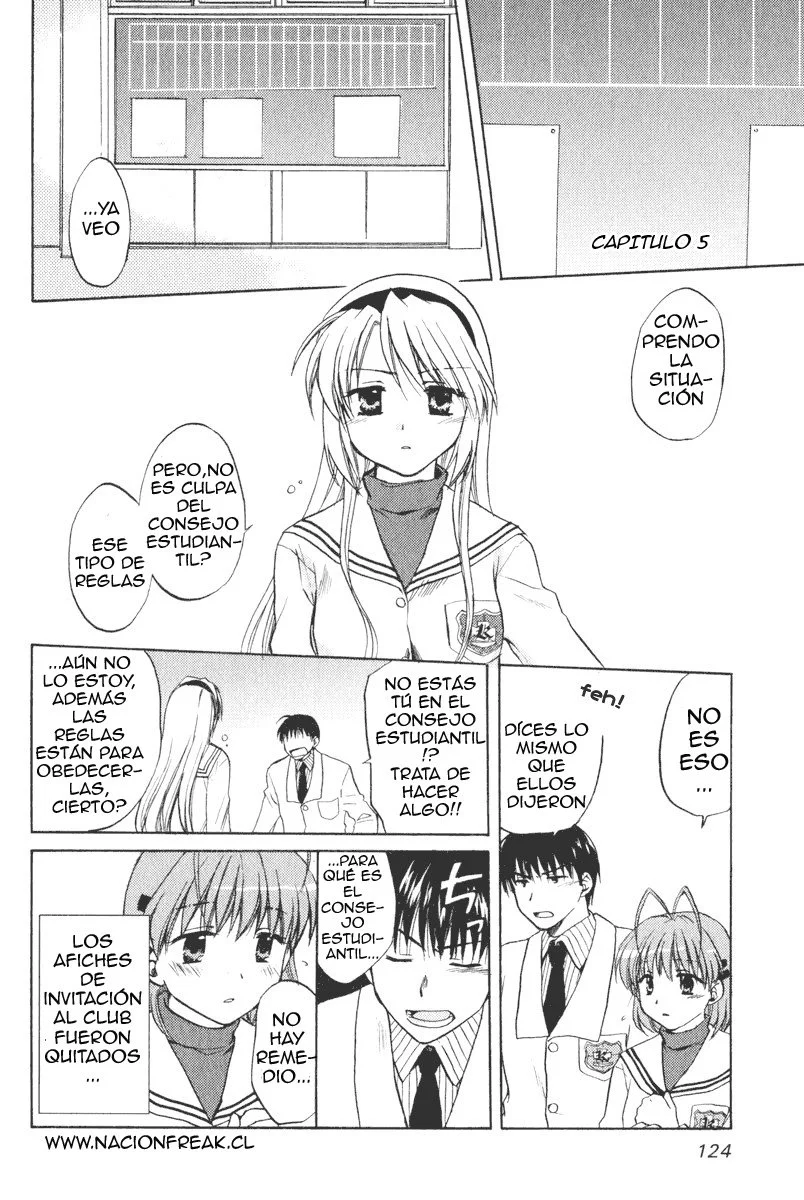 CAPITULO 5
...YA
VEO
COM-
PRENDO
LA
SITUA-
CIÓN
PERO,NO
ES CULPA
DEL
CONSEJO
ESTUDIAN-
TIL?
ESE
TIPO DE
REGLAS
NO
ES
ESO
...
feh!
DÍCES LO
MISMO
QUE
ELLOS
DIJERON
NO ESTÁS
TÚ EN EL
CONSEJO
ESTUDIANTIL
!?
TRATA DE
HACER
ALGO!!
...AÚN NO
LO ESTOY,
ADEMÁS
LAS
REGLAS
ESTÁN PARA
OBEDECER-
LAS,
CIERTO?
...PARA
QUÉ ES
EL
CONSE-
JO
ESTUDI-
ANTIL...
チッ
NO
HAY
REME-
DIO...
LOS
AFICHES
DE
INVITACIÓN
AL CLUB
FUERON
QUITADOS
...
WWW.NACIONFREAK.CL
124